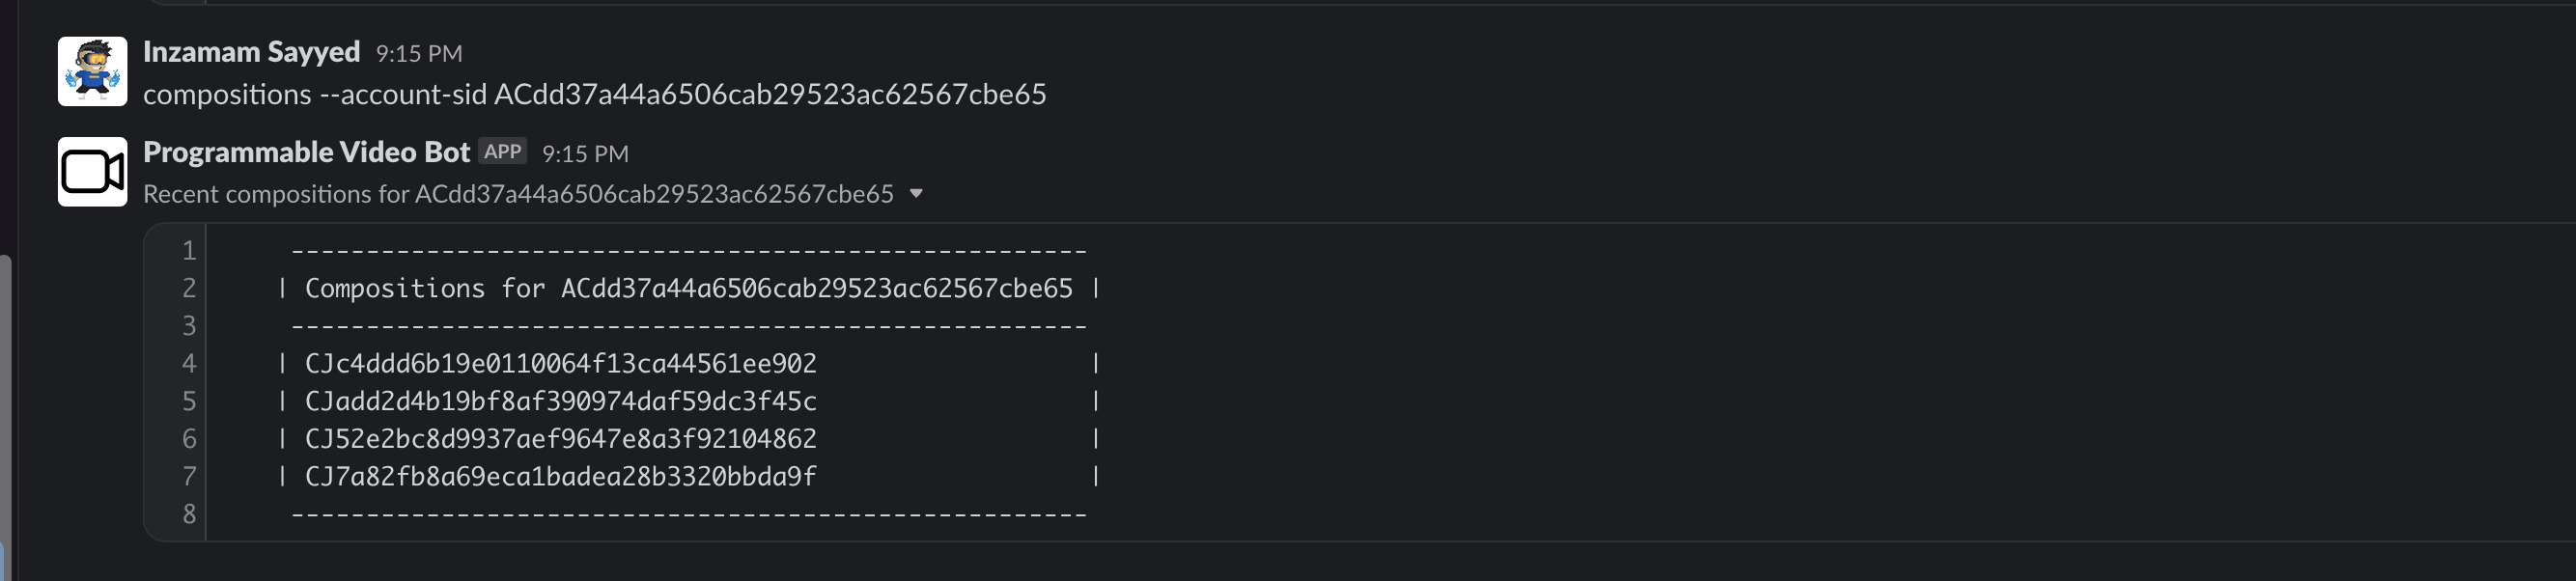 Inzamam Sayyed 9:15 PM
compositions --account-sid ACdd37a44a6506cab29523ac62567cbe65
Programmable Video Bot APP 9:15 PM
Recent compositions for ACdd37a44a6506cab29523ac62567cbe65
1 -----------------------------------------------------
2 | Compositions for ACdd37a44a6506cab29523ac62567cbe65 |
3 -----------------------------------------------------
4 | CJc4ddd6b19e0110064f13ca44561ee902 |
5 | CJadd2d4b19bf8af390974daf59dc3f45c |
6 | CJ52e2bc8d9937aef9647e8a3f92104862 |
7 | CJ7a82fb8a69eca1badea28b3320bbda9f |
8 -----------------------------------------------------